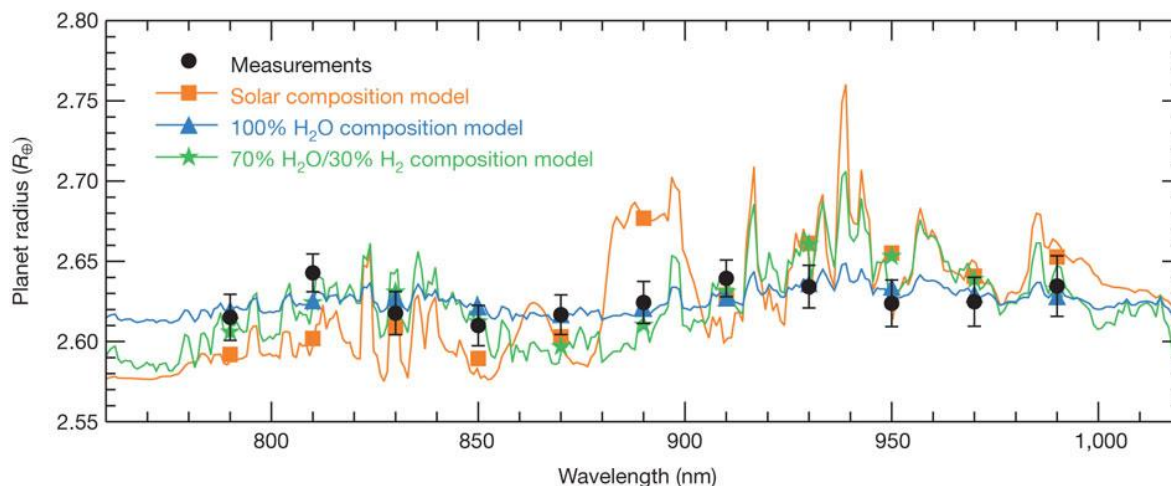 2.80
2.75
2.70
2.65
2.60
2.55
Planet radius (R⊕)
Measurements
Solar composition model
100% H₂O composition model
70% H₂O/30% H₂ composition model
800
850
900
950
1,000
Wavelength (nm)